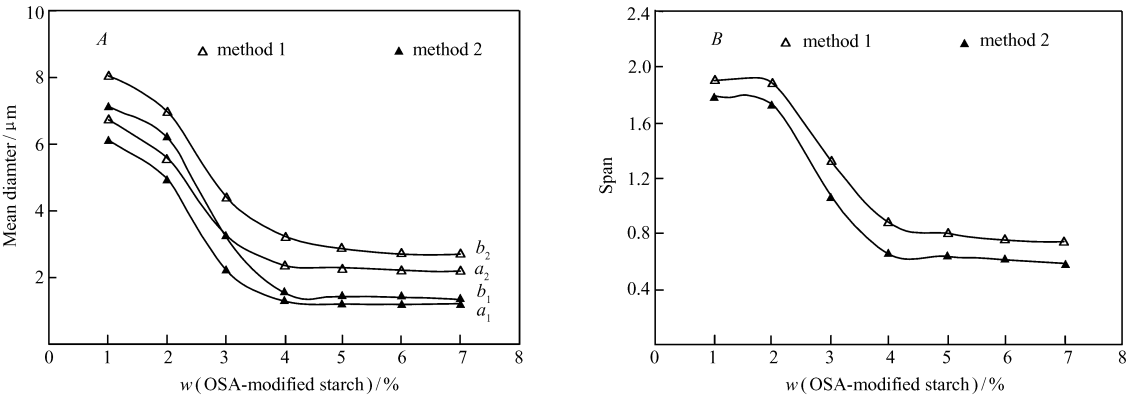 A
method 1
method 2
Mean diamter / μm
10
8
6
4
2
0
1
2
3
4
5
6
7
8
b2
a2
b1
a1
w (OSA-modified starch) / %
B
method 1
method 2
Span
2.4
2.0
1.6
1.2
0.8
0.4
0
1
2
3
4
5
6
7
8
w (OSA-modified starch) / %